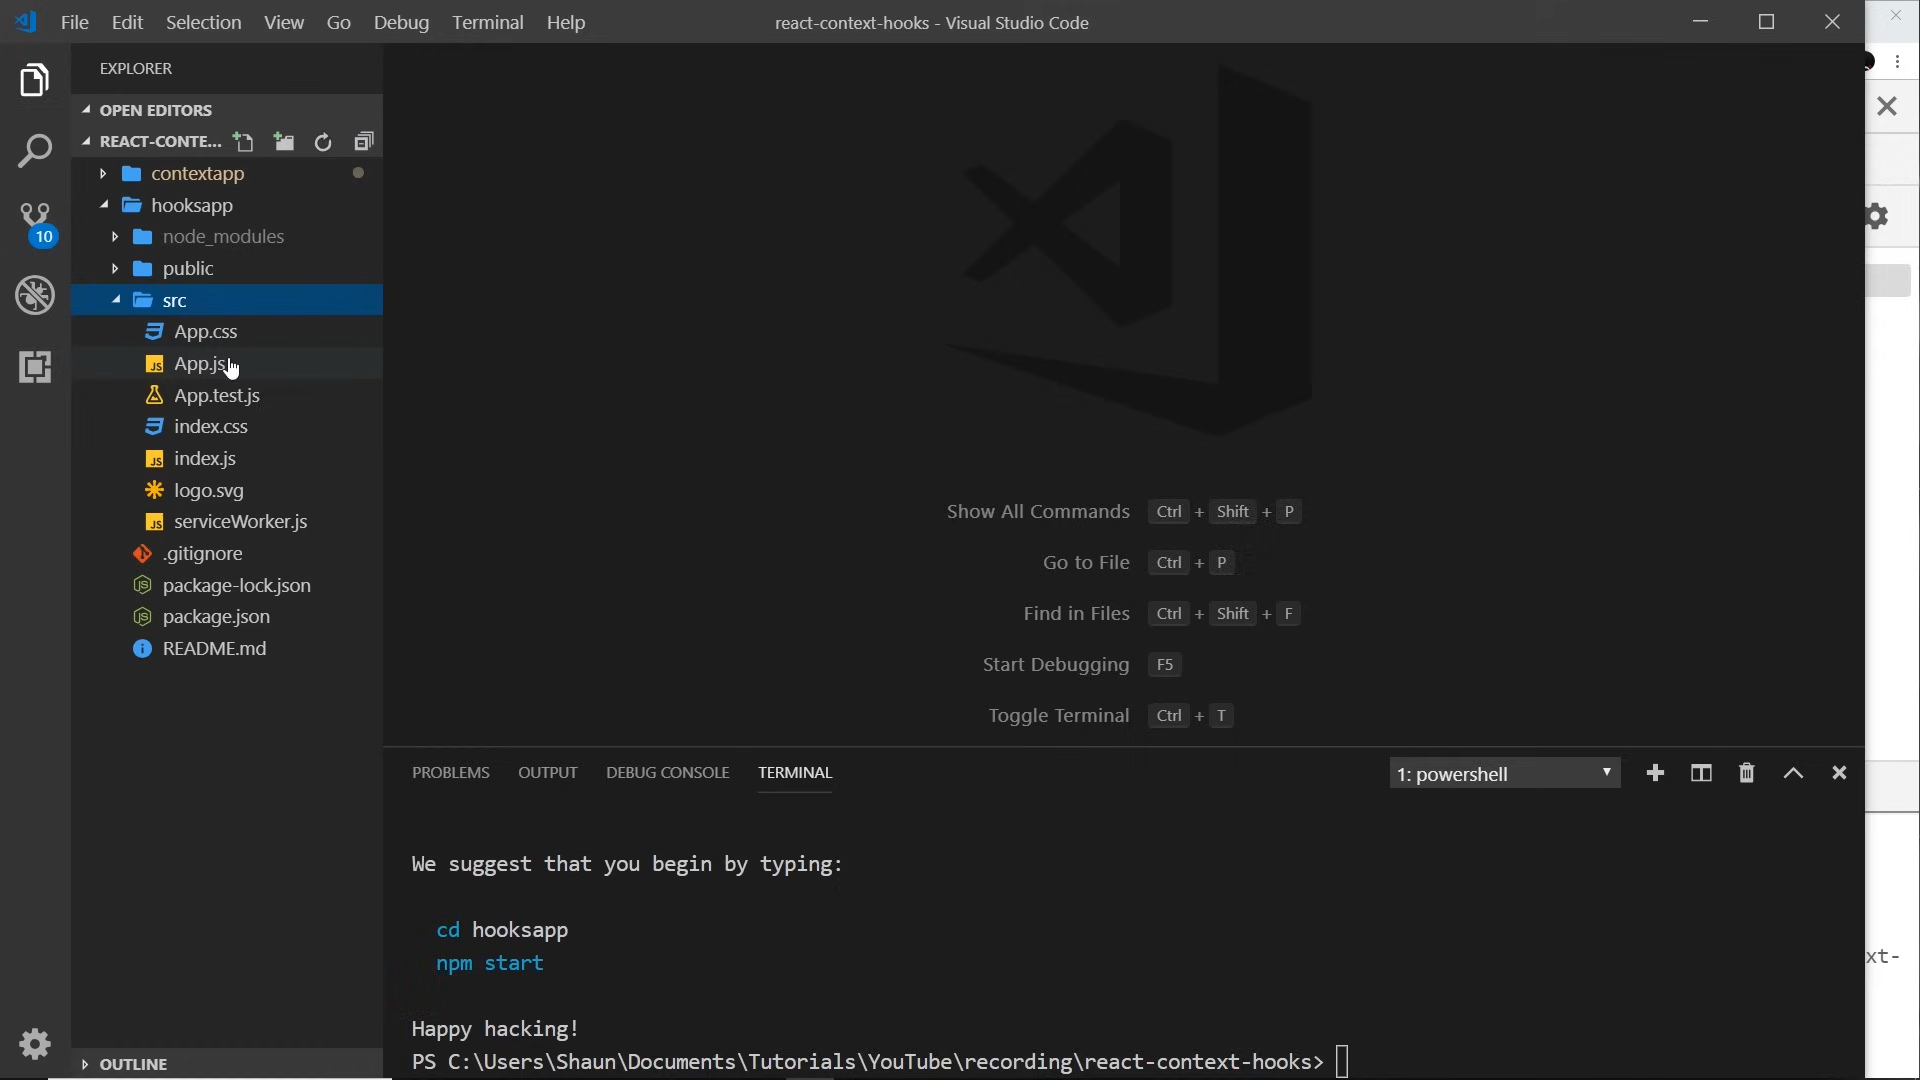 File Edit Selection View Go Debug Terminal Help
react-context-hooks - Visual Studio Code
EXPLORER
OPEN EDITORS
REACT-CONTE...
contextapp
hooksapp
node_modules
public
src
App.css
JS App.js
App.test.js
index.css
JS index.js
logo.svg
JS serviceWorker.js
.gitignore
package-lock.json
package.json
README.md
OUTLINE
10
Show All Commands Ctrl + Shift + P
Go to File Ctrl + P
Find in Files Ctrl + Shift + F
Start Debugging F5
Toggle Terminal Ctrl + T
PROBLEMS OUTPUT DEBUG CONSOLE TERMINAL
1: powershell
We suggest that you begin by typing:
cd hooksapp
npm start
Happy hacking!
PS C:\Users\Shaun\Documents\Tutorials\YouTube\recording\react-context-hooks>
xt-